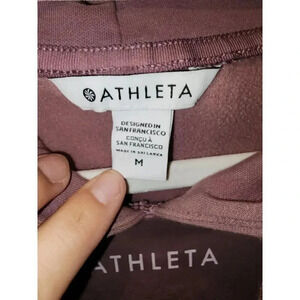 ATHLETA
DESIGNED IN
SAN FRANCISCO
CONÇU À
SAN FRANCISCO
MADE IN SRI LANKA
M
ATHLETA